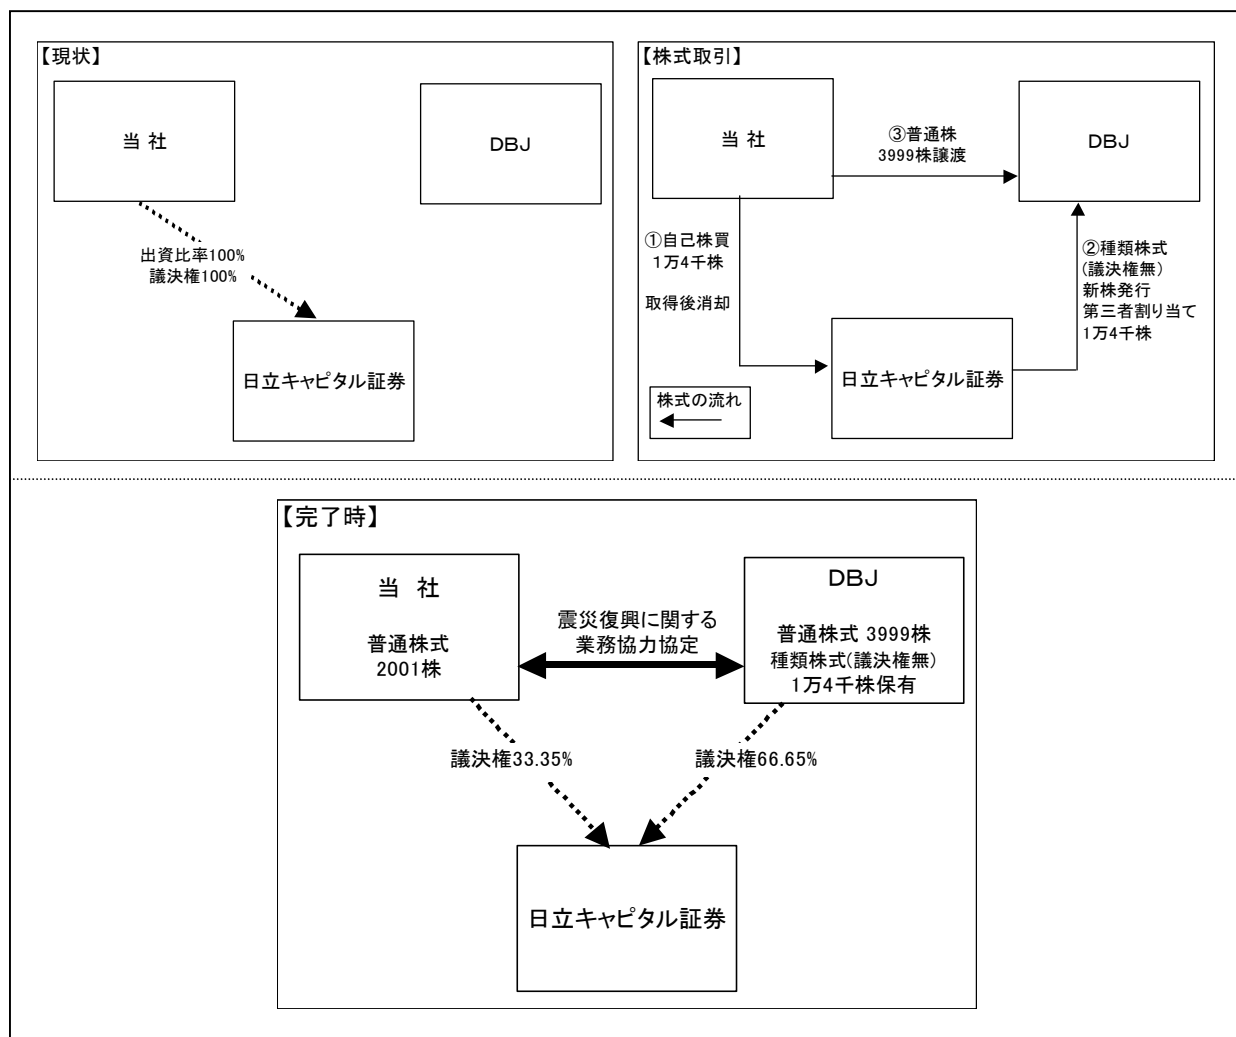 【現状】
当 社
DBJ
出資比率100%
議決権100%
日立キャピタル証券
【株式取引】
当 社
③普通株
3999株譲渡
DBJ
①自己株買
1万4千株
取得後消却
②種類株式
(議決権無)
新株発行
第三者割り当て
1万4千株
日立キャピタル証券
株式の流れ
【完了時】
当 社
普通株式
2001株
震災復興に関する
業務協力協定
DBJ
普通株式 3999株
種類株式(議決権無)
1万4千株保有
議決権33.35%
議決権66.65%
日立キャピタル証券